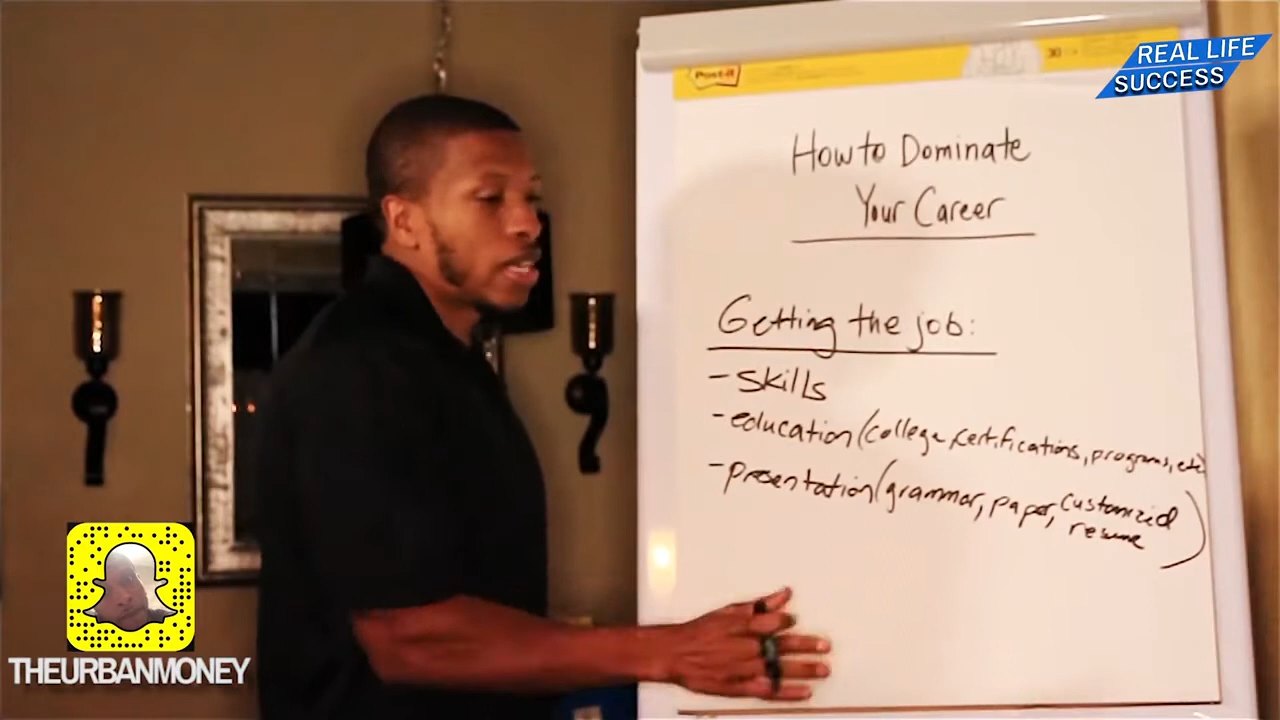 REAL LIFE
SUCCESS
Post-it
30
How to Dominate
Your Career
Getting the job:
-skills
-education (college, certifications, programs, etc)
-presentation (grammar, paper, customized
resume)
THEURBANMONEY